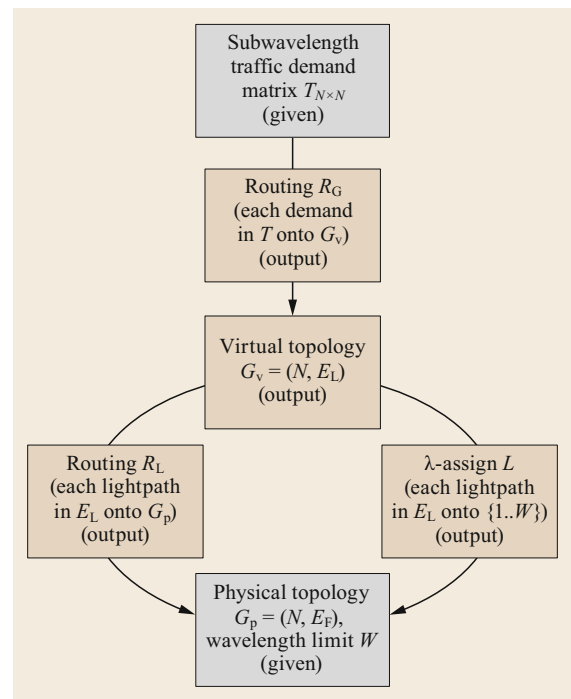 Subwavelength
traffic demand
matrix T_{N×N}
(given)
Routing R_G
(each demand
in T onto G_v)
(output)
Virtual topology
G_v = (N, E_L)
(output)
Routing R_L
(each lightpath
in E_L onto G_p)
(output)
λ-assign L
(each lightpath
in E_L onto {1..W})
(output)
Physical topology
G_p = (N, E_F),
wavelength limit W
(given)